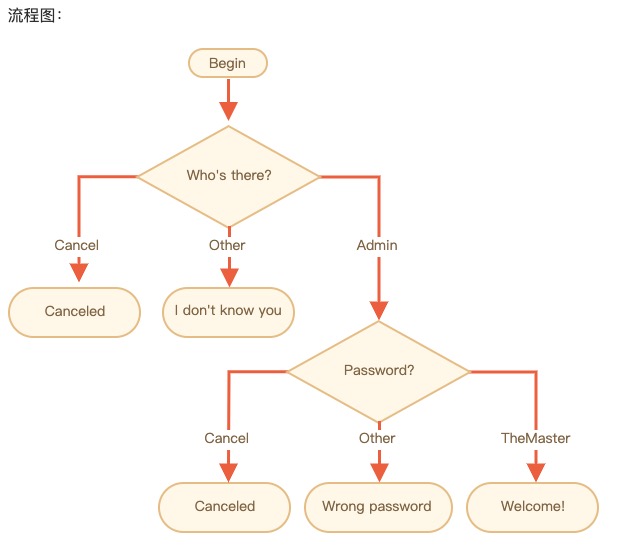 流程图：
Begin
Who's there?
Cancel
Other
Admin
Canceled
I don't know you
Password?
Cancel
Other
TheMaster
Canceled
Wrong password
Welcome!